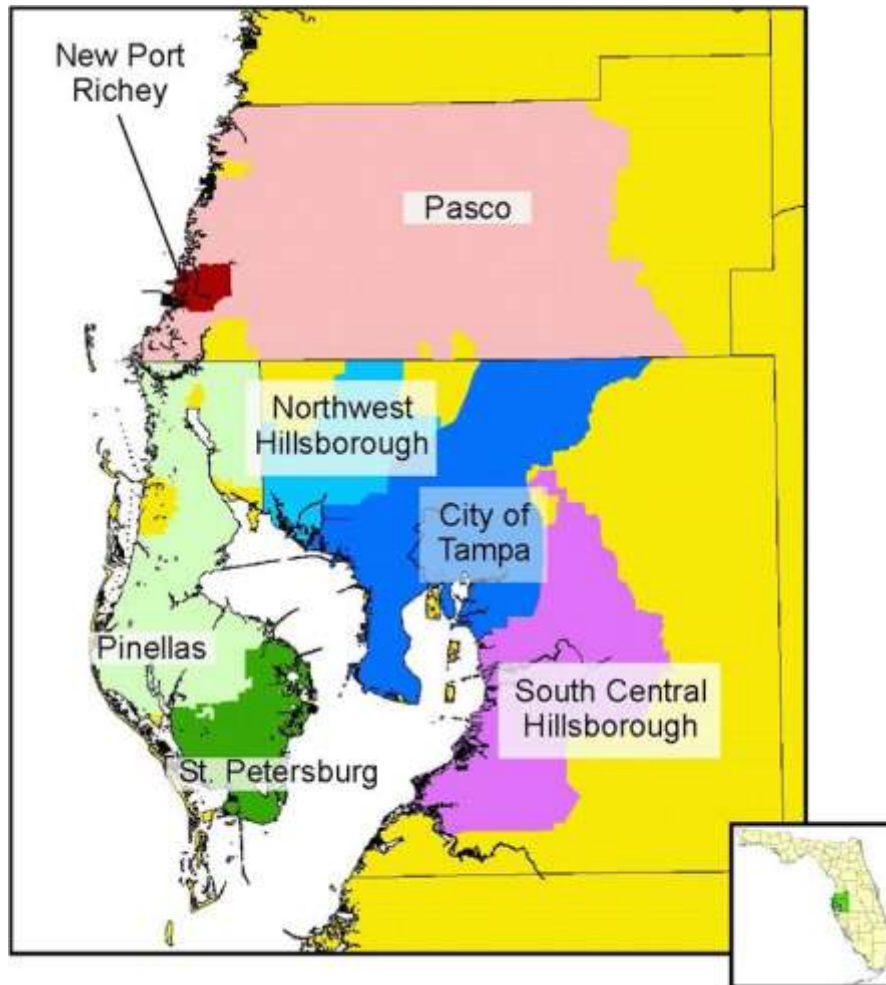 New Port
Richey
Pasco
Northwest
Hillsborough
City of
Tampa
Pinellas
South Central
Hillsborough
St. Petersburg